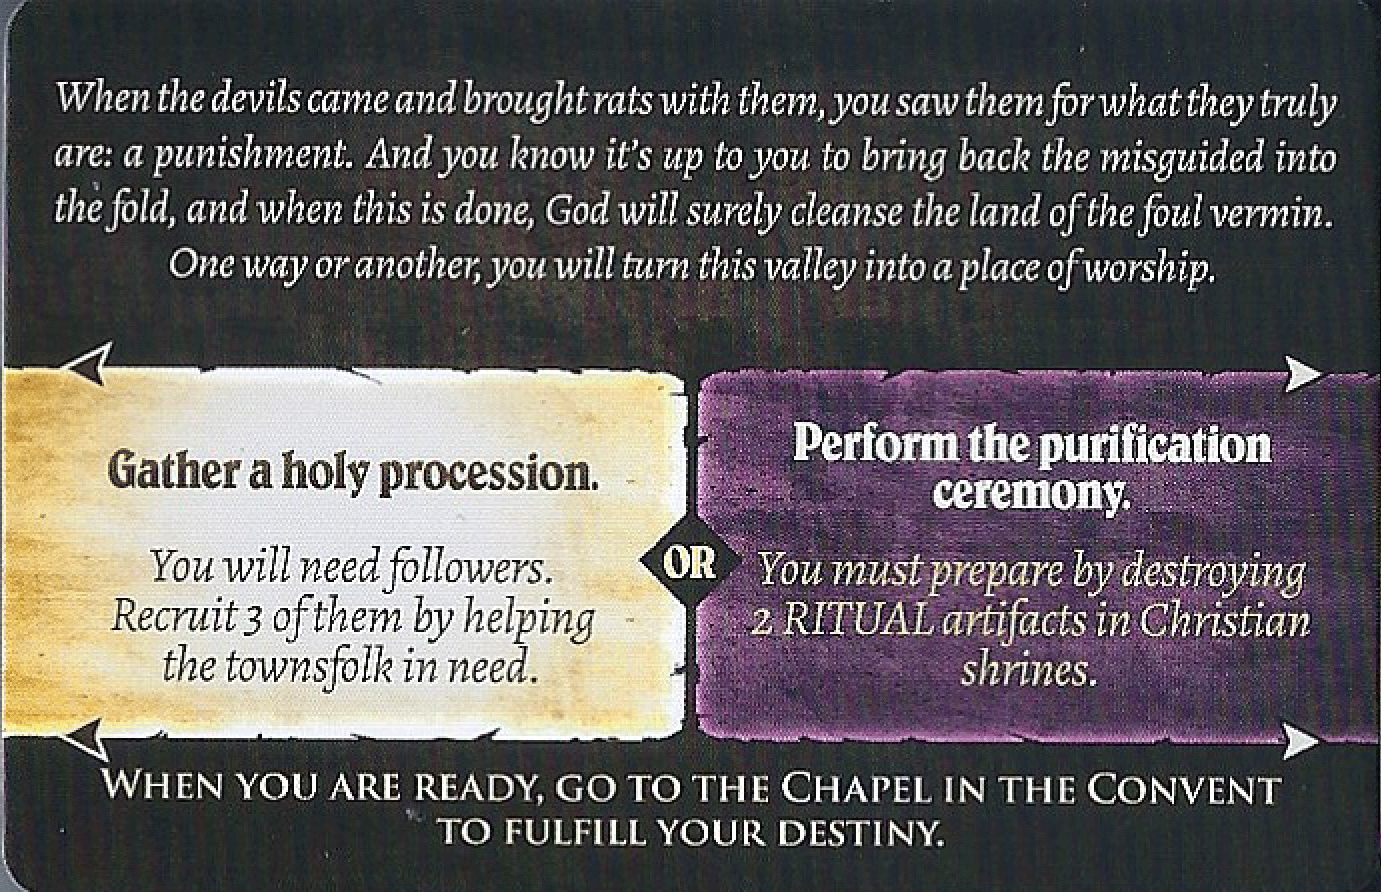 When the devils came and brought rats with them, you saw them for what they truly
are: a punishment. And you know it's up to you to bring back the misguided into
the fold, and when this is done, God will surely cleanse the land of the foul vermin.
One way or another, you will turn this valley into a place of worship.
Gather a holy procession.
You will need followers.
Recruit 3 of them by helping
the townsfolk in need.
OR
Perform the purification
ceremony.
You must prepare by destroying
2 RITUAL artifacts in Christian
shrines.
WHEN YOU ARE READY, GO TO THE CHAPEL IN THE CONVENT
TO FULFILL YOUR DESTINY.